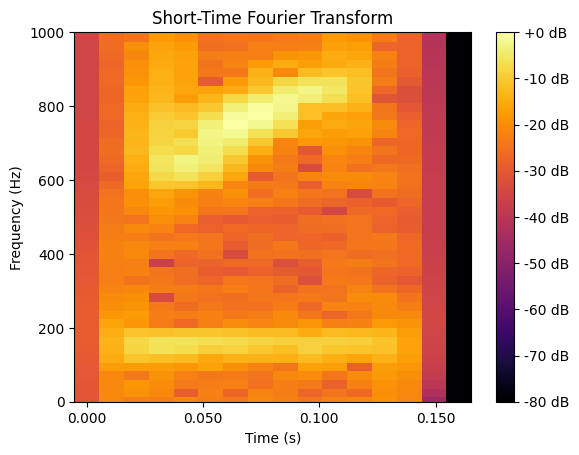 Short-Time Fourier Transform
1000
800
600
400
200
0
Frequency (Hz)
0.000
0.050
0.100
0.150
Time (s)
+0 dB
-10 dB
-20 dB
-30 dB
-40 dB
-50 dB
-60 dB
-70 dB
-80 dB